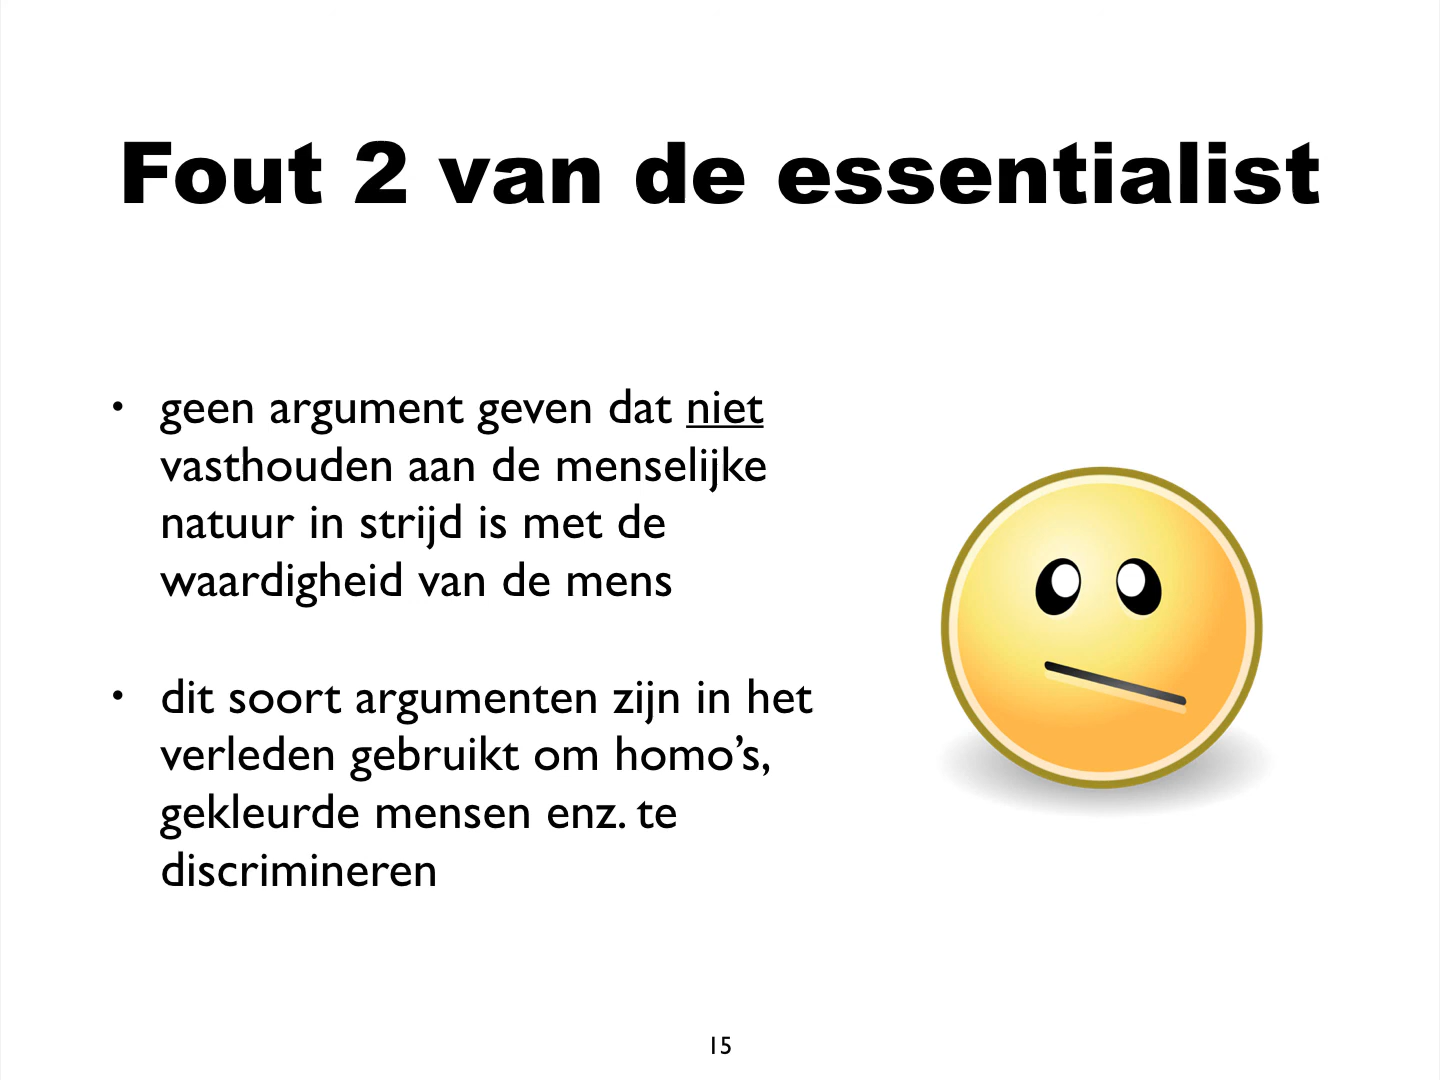 Fout 2 van de essentialist
• geen argument geven dat niet
vasthouden aan de menselijke
natuur in strijd is met de
waardigheid van de mens
• dit soort argumenten zijn in het
verleden gebruikt om homo’s,
gekleurde mensen enz. te
discrimineren
15